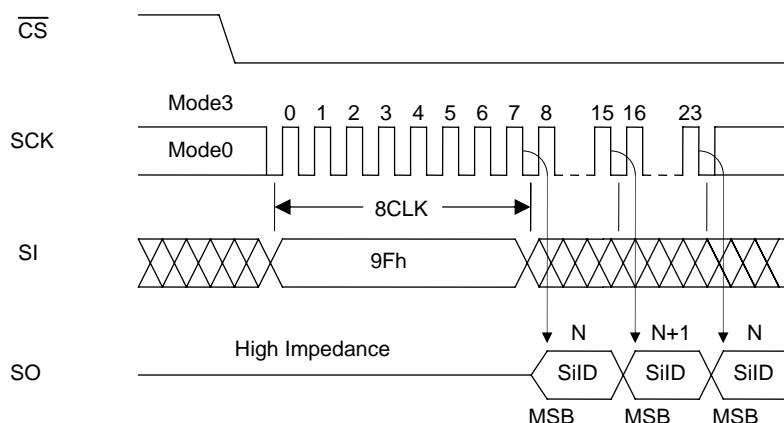 CS
Mode3
0 1 2 3 4 5 6 7 8 15 16 23
SCK
Mode0
8CLK
SI
9Fh
High Impedance
N N+1 N
SO
SiID SiID SiID
MSB MSB MSB